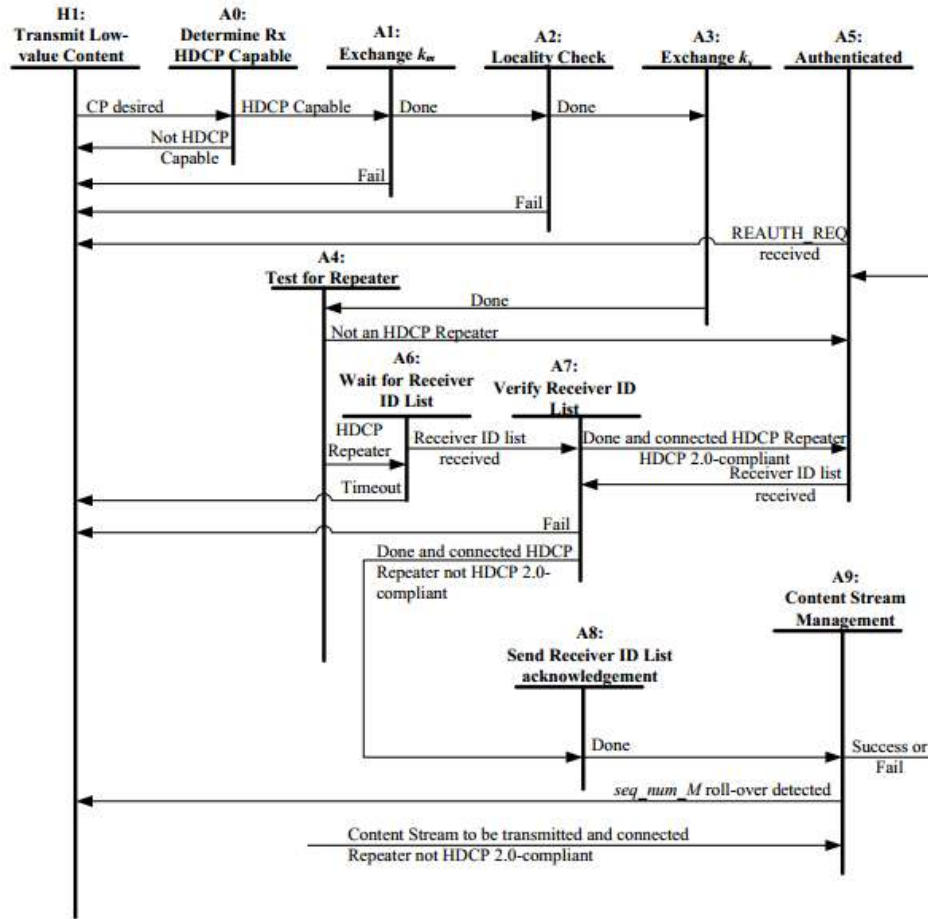 H1:
Transmit Low-
value Content
A0:
Determine Rx
HDCP Capable
A1:
Exchange km
A2:
Locality Check
A3:
Exchange ks
A5:
Authenticated
CP desired
HDCP Capable
Done
Done
Not HDCP
Capable
Fail
Fail
REAUTH_REQ
received
A4:
Test for Repeater
Done
Not an HDCP Repeater
A6:
Wait for Receiver
ID List
A7:
Verify Receiver ID
List
HDCP
Repeater
Receiver ID list
received
Done and connected HDCP Repeater
HDCP 2.0-compliant
Timeout
Receiver ID list
received
Fail
Done and connected HDCP
Repeater not HDCP 2.0-
compliant
A9:
Content Stream
Management
A8:
Send Receiver ID List
acknowledgement
Done
Success or
Fail
seq_num_M roll-over detected
Content Stream to be transmitted and connected
Repeater not HDCP 2.0-compliant